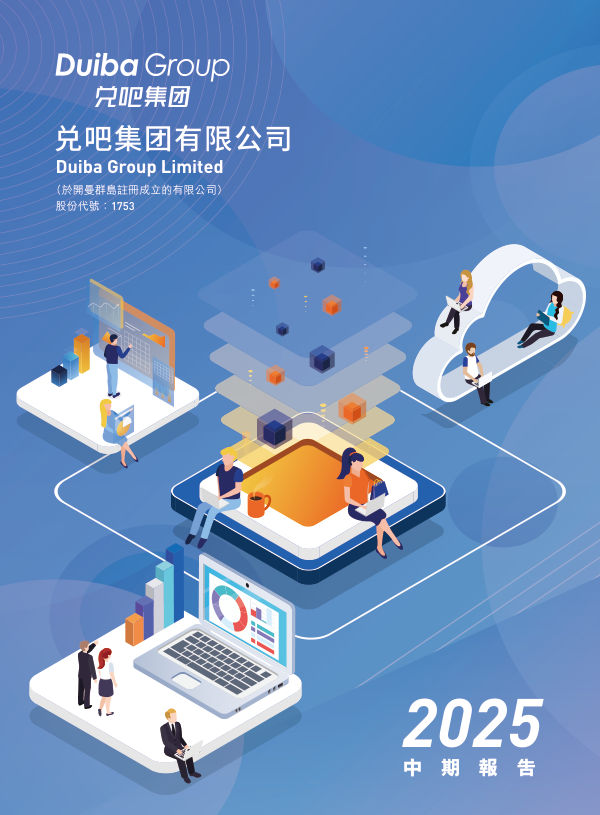 Duiba Group
兑吧集团
兑吧集团有限公司
Duiba Group Limited
（於開曼群島註冊成立的有限公司）
股份代號：1753
2025
中期報告